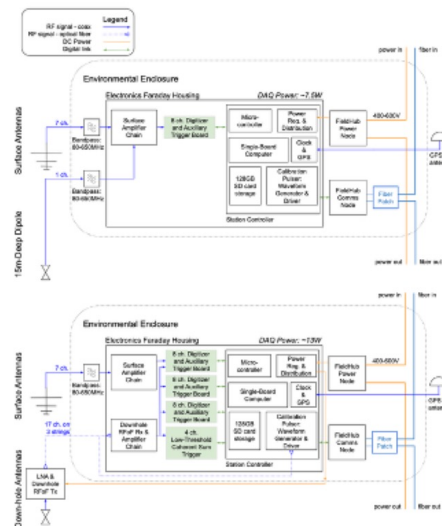 Legend
RF signal - coax
RF signal - optical fiber
DC Power
Digital link
power in
fiber in
Environmental Enclosure
Electronics Faraday Housing
DAQ Power: ~7.5W
Surface Antennas
7 ch.
Bandpass:
80-650MHz
Surface
Amplifier
Chain
8 ch. Digitizer
and Auxiliary
Trigger Board
Micro-
controller
Power
Reg. &
Distribution
FieldHub
Power
Node
400-600V
Single-Board
Computer
Clock
& GPS
GPS
1 ch.
Bandpass:
80-650MHz
128GB
SD card
storage
Calibration
Pulser:
Waveform
Generator &
Driver
FieldHub
Comms
Node
Fiber
Patch
Station Controller
15m-Deep Dipole
power out
fiber out
power in
fiber in
Environmental Enclosure
Electronics Faraday Housing
DAQ Power: ~13W
Surface Antennas
7 ch.
Bandpass:
80-650MHz
Surface
Amplifier
Chain
8 ch. Digitizer
and Auxiliary
Trigger Board
8 ch. Digitizer
and Auxiliary
Trigger Board
8 ch. Digitizer
and Auxiliary
Trigger Board
4 ch.
Low-Threshold
Coherent Sum
Trigger
Micro-
controller
Power
Reg. &
Distribution
FieldHub
Power
Node
400-600V
Single-Board
Computer
Clock
& GPS
GPS
17 ch. on
3 strings
Downhole
RFoF Rx &
Amplifier
Chain
128GB
SD card
storage
Calibration
Pulser:
Waveform
Generator
& Driver
FieldHub
Comms
Node
Fiber
Patch
Station Controller
LNA &
Downhole
RFoF Tx
Down-hole Antennas
power out
fiber out